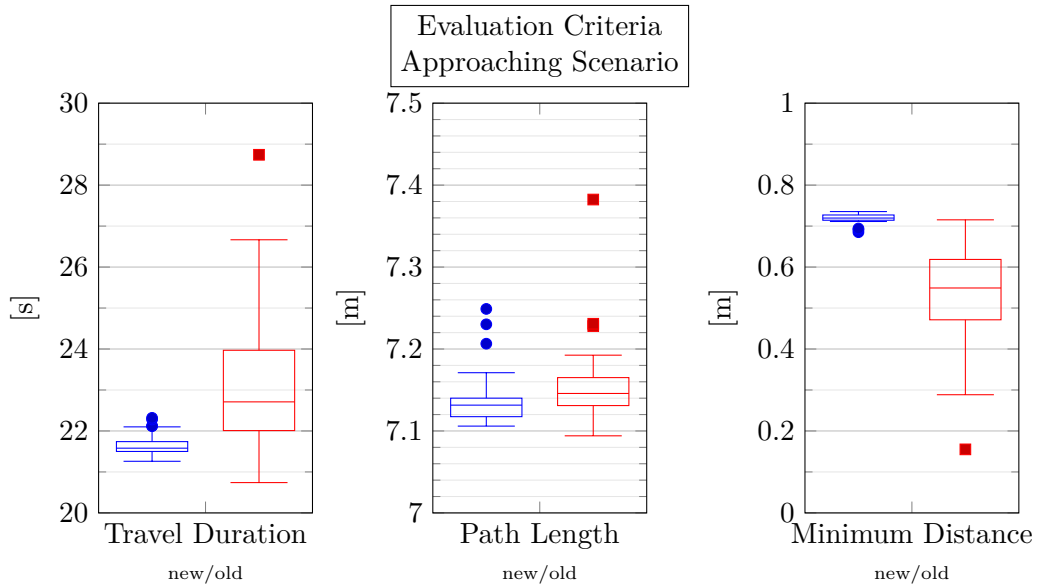 Evaluation Criteria
Approaching Scenario
30
28
26
24
22
20
[s]
Travel Duration
new/old
7.5
7.4
7.3
7.2
7.1
7
[m]
Path Length
new/old
1
0.8
0.6
0.4
0.2
0
[m]
Minimum Distance
new/old